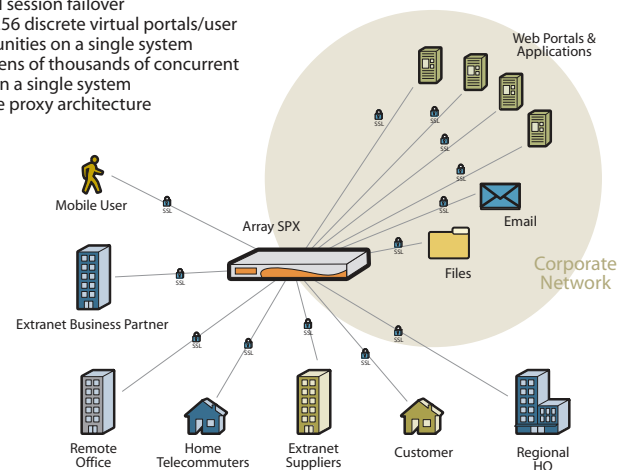 session failover
56 discrete virtual portals/user
unities on a single system
ens of thousands of concurrent
n a single system
e proxy architecture
Web Portals &
Applications
SSL
SSL
SSL
SSL
SSL
SSL
SSL
Mobile User
Array SPX
Email
Files
Corporate
Network
SSL
Extranet Business Partner
SSL
SSL
SSL
SSL
SSL
Remote
Office
Home
Telecommuters
Extranet
Suppliers
Customer
Regional
HQ